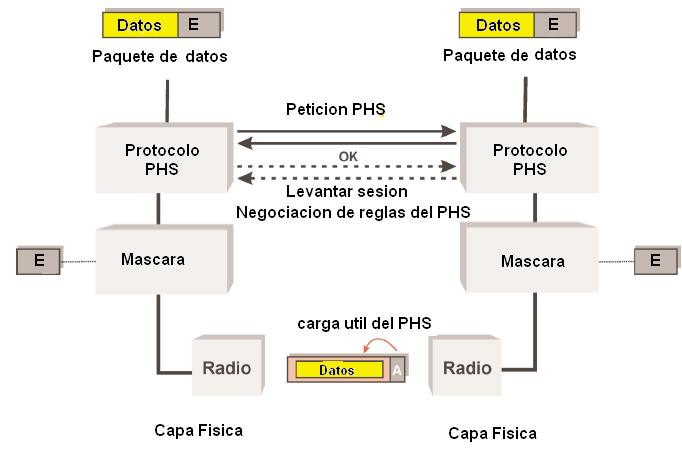 Datos E
Paquete de datos
Datos E
Paquete de datos
Peticion PHS
Protocolo
PHS
OK
Protocolo
PHS
Levantar sesion
Negociacion de reglas del PHS
E
Mascara
Mascara
E
carga util del PHS
Radio
Datos A
Radio
Capa Fisica
Capa Fisica